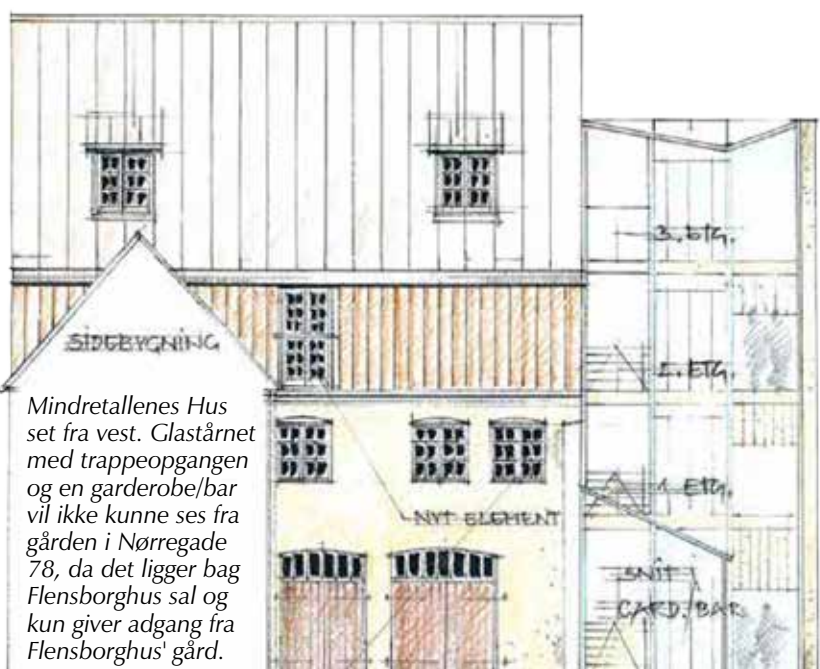 3. ETG.
SIDEBYGNING
2. ETG.
Mindretallenes Hus
set fra vest. Glastårnet
med trappeopgangen
og en garderobe/bar
vil ikke kunne ses fra
gården i Nørregade
78, da det ligger bag
Flensborghus sal og
kun giver adgang fra
Flensborghus' gård.
NYT ELEMENT
1. ETG.
SNIT
GARD./BAR